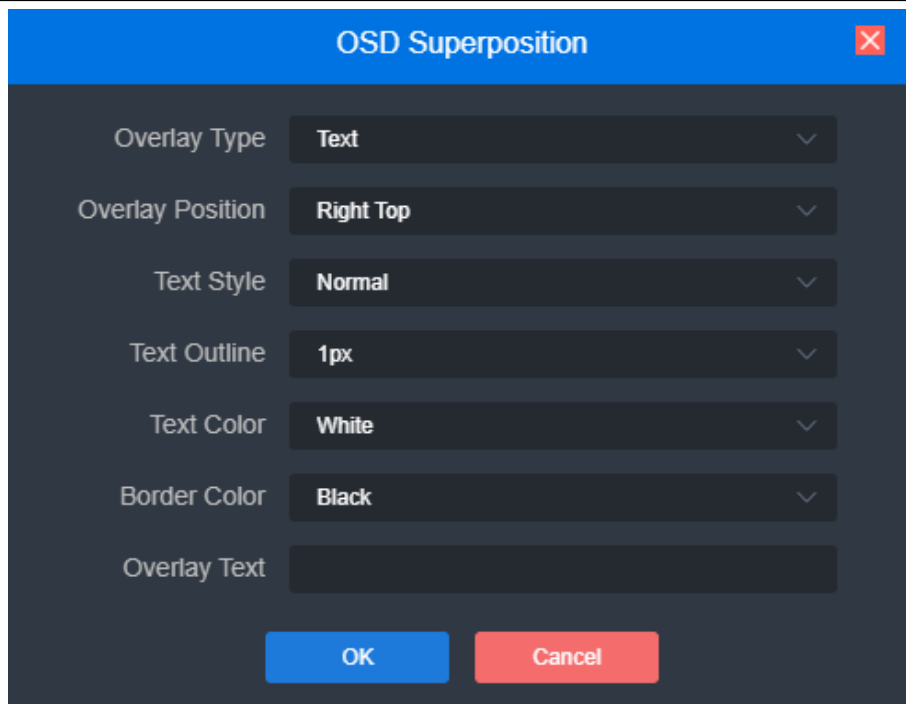 OSD Superposition
Overlay Type Text
Overlay Position Right Top
Text Style Normal
Text Outline 1px
Text Color White
Border Color Black
Overlay Text
OK Cancel